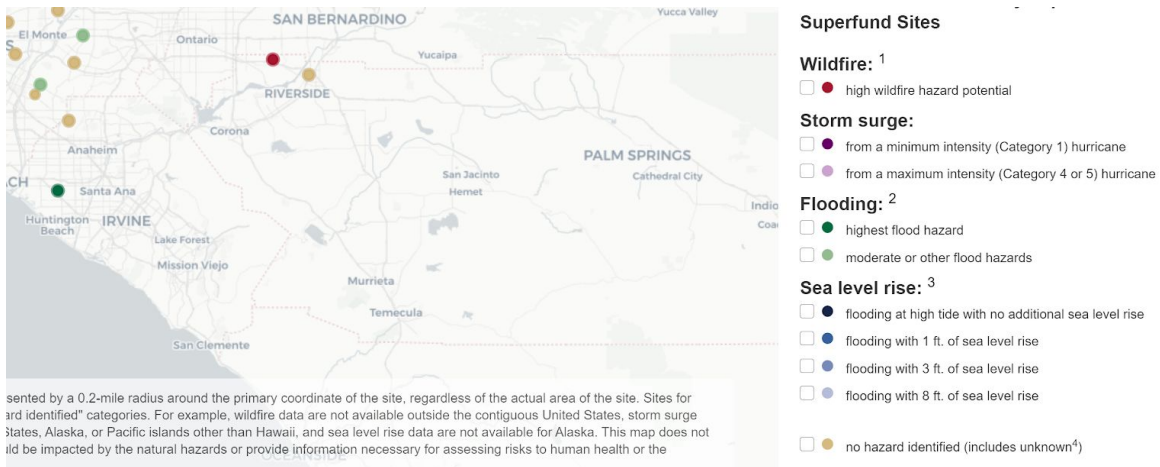 SAN BERNARDINO
Yucca Valley
El Monte
Ontario
Yucaipa
RIVERSIDE
Corona
Anaheim
PALM SPRINGS
San Jacinto
Cathedral City
ACH
Santa Ana
Hemet
Indio
Huntington
Beach
IRVINE
Coa
Lake Forest
Mission Viejo
Murrieta
Temecula
San Clemente
sented by a 0.2-mile radius around the primary coordinate of the site, regardless of the actual area of the site. Sites for
ard identified" categories. For example, wildfire data are not available outside the contiguous United States, storm surge
States, Alaska, or Pacific islands other than Hawaii, and sea level rise data are not available for Alaska. This map does not
uld be impacted by the natural hazards or provide information necessary for assessing risks to human health or the
OCEANSIDE
Superfund Sites
Wildfire: 1
high wildfire hazard potential
Storm surge:
from a minimum intensity (Category 1) hurricane
from a maximum intensity (Category 4 or 5) hurricane
Flooding: 2
highest flood hazard
moderate or other flood hazards
Sea level rise: 3
flooding at high tide with no additional sea level rise
flooding with 1 ft. of sea level rise
flooding with 3 ft. of sea level rise
flooding with 8 ft. of sea level rise
no hazard identified (includes unknown4)